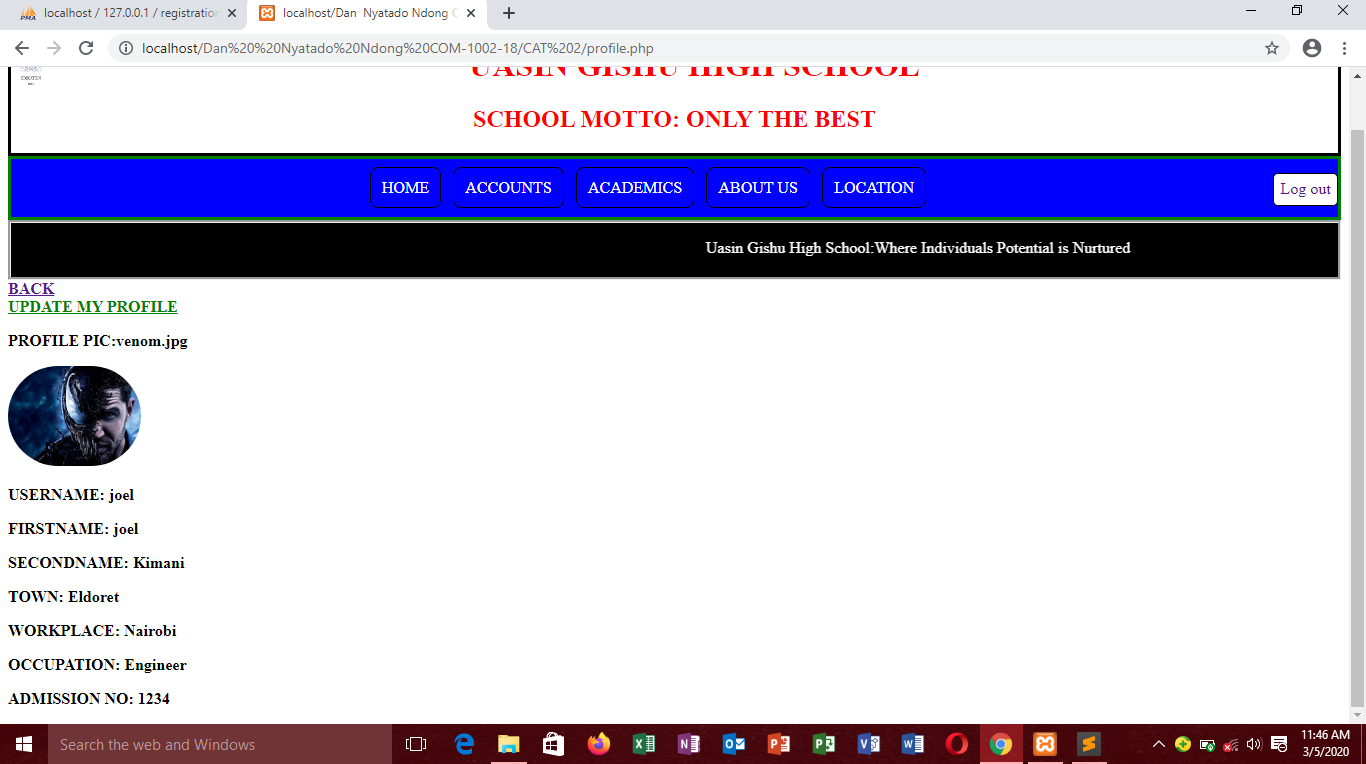 localhost / 127.0.0.1 / registration
localhost/Dan Nyatado Ndong C
localhost/Dan%20%20Nyatado%20Ndong%20COM-1002-18/CAT%202/profile.php
UASIN GISHU HIGH SCHOOL
SCHOOL MOTTO: ONLY THE BEST
HOME
ACCOUNTS
ACADEMICS
ABOUT US
LOCATION
Log out
Uasin Gishu High School:Where Individuals Potential is Nurtured
BACK
UPDATE MY PROFILE
PROFILE PIC:venom.jpg
USERNAME: joel
FIRSTNAME: joel
SECONDNAME: Kimani
TOWN: Eldoret
WORKPLACE: Nairobi
OCCUPATION: Engineer
ADMISSION NO: 1234
Search the web and Windows
11:46 AM
3/5/2020